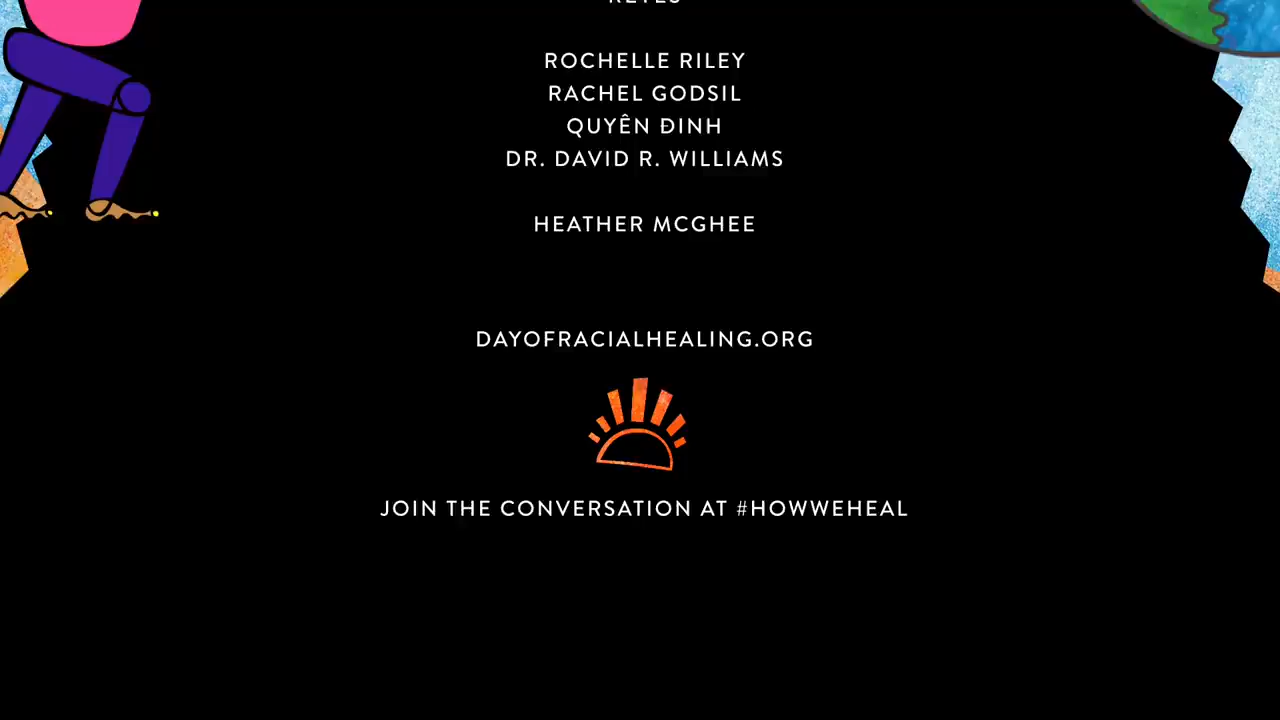 ROCHELLE RILEY
RACHEL GODSIL
QUYÊN ĐINH
DR. DAVID R. WILLIAMS
HEATHER MCGHEE
DAYOFRACIALHEALING.ORG
JOIN THE CONVERSATION AT #HOWWEHEAL